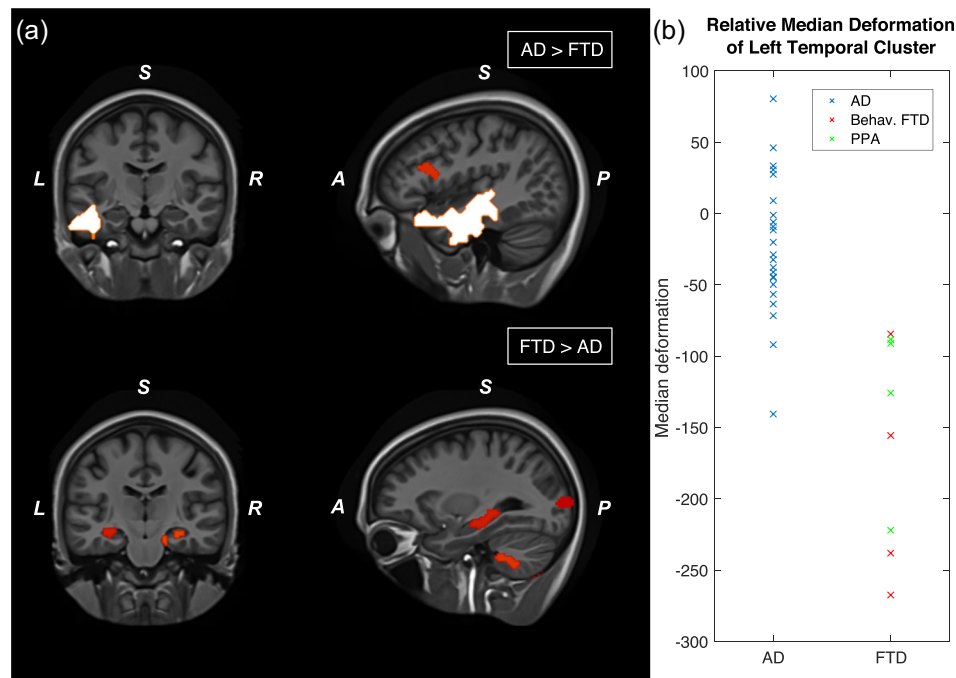 (a)
AD > FTD
S
S
L
R
A
P
FTD > AD
S
S
L
R
A
P
(b)
Relative Median Deformation
of Left Temporal Cluster
100
50
0
-50
-100
-150
-200
-250
-300
Median deformation
AD
Behav. FTD
PPA
AD
FTD